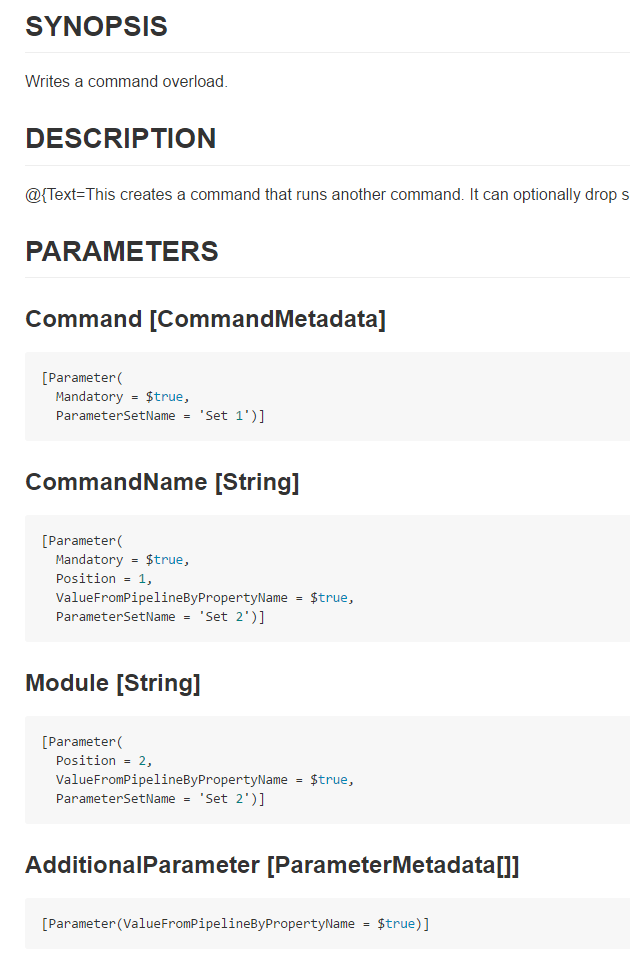 SYNOPSIS
Writes a command overload.
DESCRIPTION
@{Text=This creates a command that runs another command. It can optionally drop s
PARAMETERS
Command [CommandMetadata]
[Parameter(
  Mandatory = $true,
  ParameterSetName = 'Set 1')]
CommandName [String]
[Parameter(
  Mandatory = $true,
  Position = 1,
  ValueFromPipelineByPropertyName = $true,
  ParameterSetName = 'Set 2')]
Module [String]
[Parameter(
  Position = 2,
  ValueFromPipelineByPropertyName = $true,
  ParameterSetName = 'Set 2')]
AdditionalParameter [ParameterMetadata[]]
[Parameter(ValueFromPipelineByPropertyName = $true)]